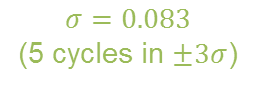 σ = 0.083
(5 cycles in ±3σ)